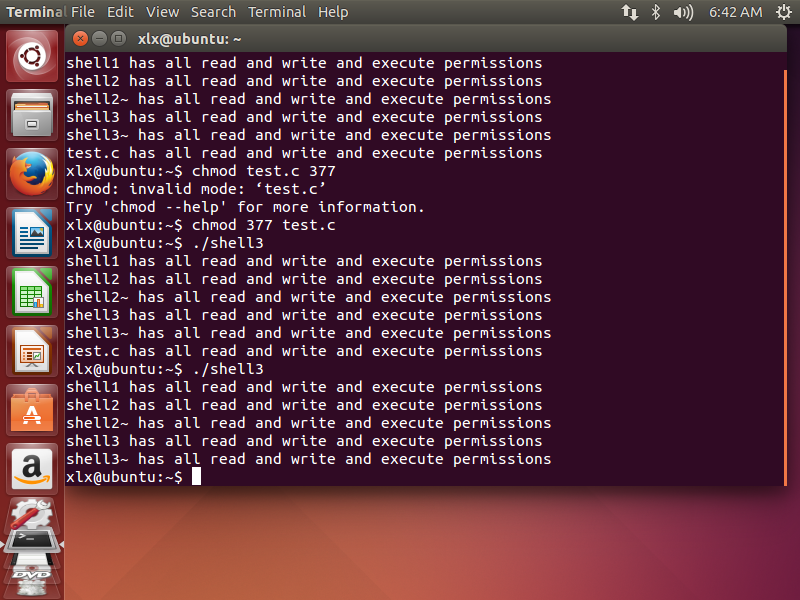 Terminal File Edit View Search Terminal Help 6:42 AM
xlx@ubuntu: ~
shell1 has all read and write and execute permissions
shell2 has all read and write and execute permissions
shell2~ has all read and write and execute permissions
shell3 has all read and write and execute permissions
shell3~ has all read and write and execute permissions
test.c has all read and write and execute permissions
xlx@ubuntu:~$ chmod test.c 377
chmod: invalid mode: ‘test.c’
Try 'chmod --help' for more information.
xlx@ubuntu:~$ chmod 377 test.c
xlx@ubuntu:~$ ./shell3
shell1 has all read and write and execute permissions
shell2 has all read and write and execute permissions
shell2~ has all read and write and execute permissions
shell3 has all read and write and execute permissions
shell3~ has all read and write and execute permissions
test.c has all read and write and execute permissions
xlx@ubuntu:~$ ./shell3
shell1 has all read and write and execute permissions
shell2 has all read and write and execute permissions
shell2~ has all read and write and execute permissions
shell3 has all read and write and execute permissions
shell3~ has all read and write and execute permissions
xlx@ubuntu:~$
A
a
>_
DVD